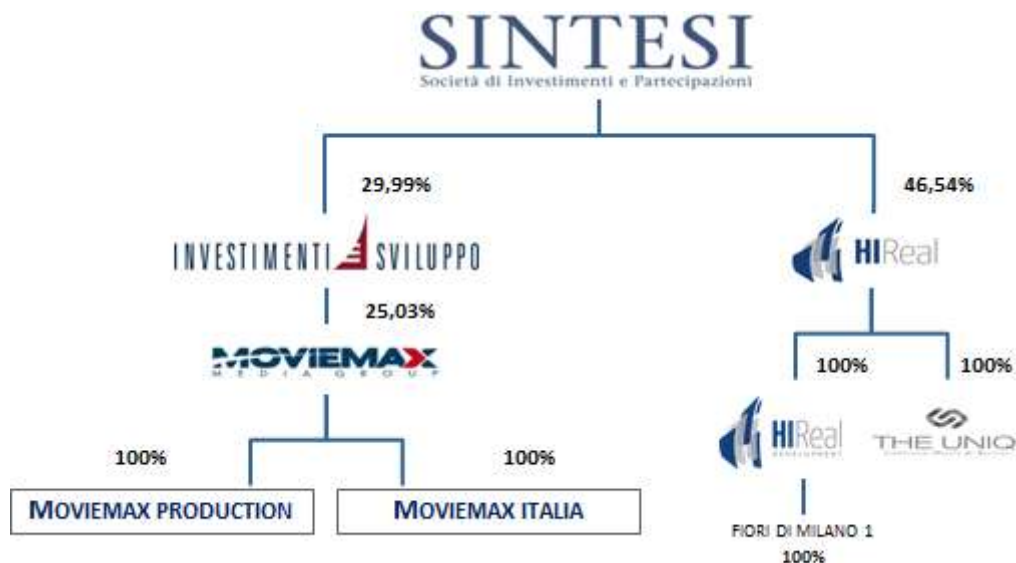 SINTESI
Società di Investimenti e Partecipazioni
29,99%
46,54%
INVESTIMENTI SVILUPPO
HIReal
25,03%
MOVIEMAX
MEDIA GROUP
100%
100%
HIReal
DEVELOPMENT
THE UNIQ
100%
100%
MOVIEMAX PRODUCTION
MOVIEMAX ITALIA
FIORI DI MILANO 1
100%